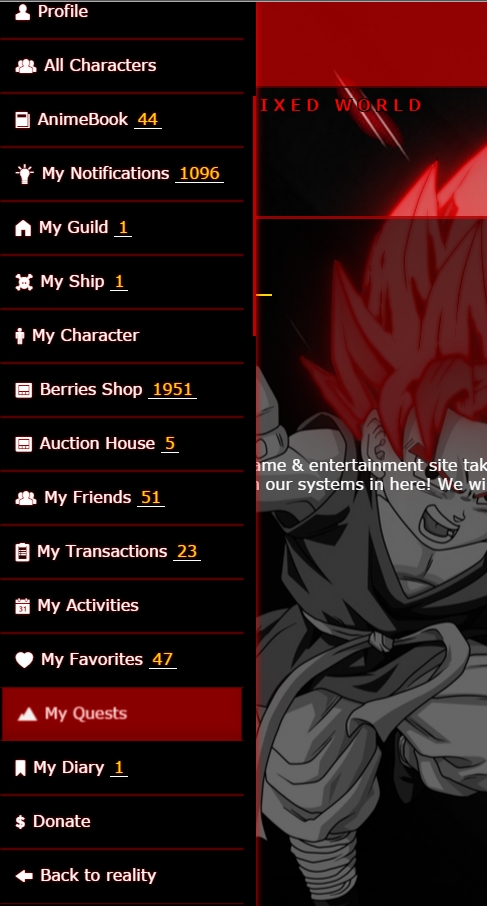 Profile
All Characters
AnimeBook 44
IXED WORLD
My Notifications 1096
My Guild 1
My Ship 1
My Character
Berries Shop 1951
Auction House 5
ame & entertainment site tak
our systems in here! We wi
My Friends 51
My Transactions 23
31 My Activities
My Favorites 47
My Quests
My Diary 1
$ Donate
Back to reality